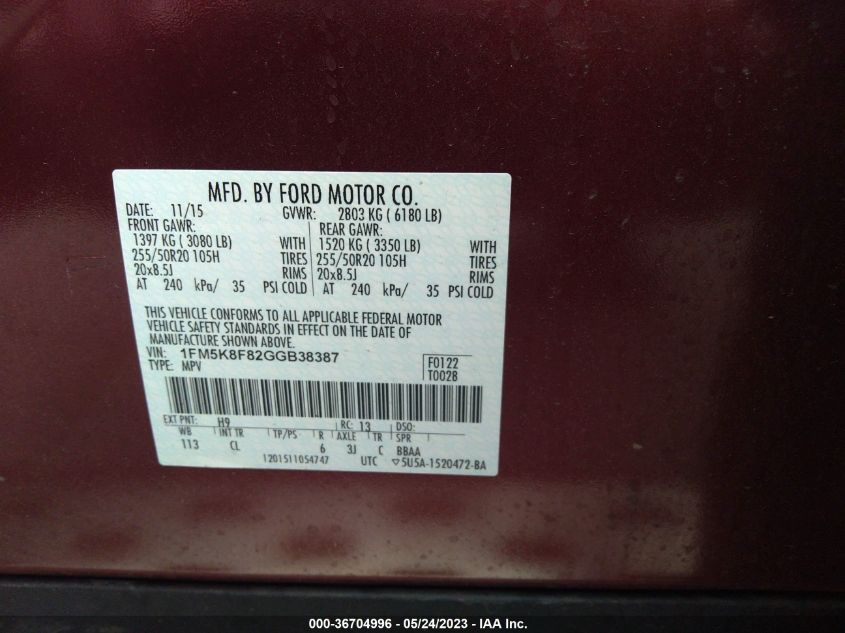 MFD. BY FORD MOTOR CO.
DATE: 11/15 GVWR: 2803 KG ( 6180 LB)
FRONT GAWR: REAR GAWR:
1397 KG ( 3080 LB) WITH 1520 KG ( 3350 LB) WITH
255/50R20 105H TIRES 255/50R20 105H TIRES
20x8.5J RIMS 20x8.5J RIMS
AT 240 kPa/ 35 PSI COLD AT 240 kPa/ 35 PSI COLD
THIS VEHICLE CONFORMS TO ALL APPLICABLE FEDERAL MOTOR
VEHICLE SAFETY STANDARDS IN EFFECT ON THE DATE OF
MANUFACTURE SHOWN ABOVE.
VIN: 1FM5K8F82GGB38387 F0122
TYPE: MPV T0028
EXT PNT: H9 RC: 13 DSO:
WB INT TR TP/PS R AXLE TR SPR
113 CL 6 3J C BBAA
1201511054747 UTC ▽5U5A-1520472-BA
000-36704996 — 05/24/2023 — IAA Inc.